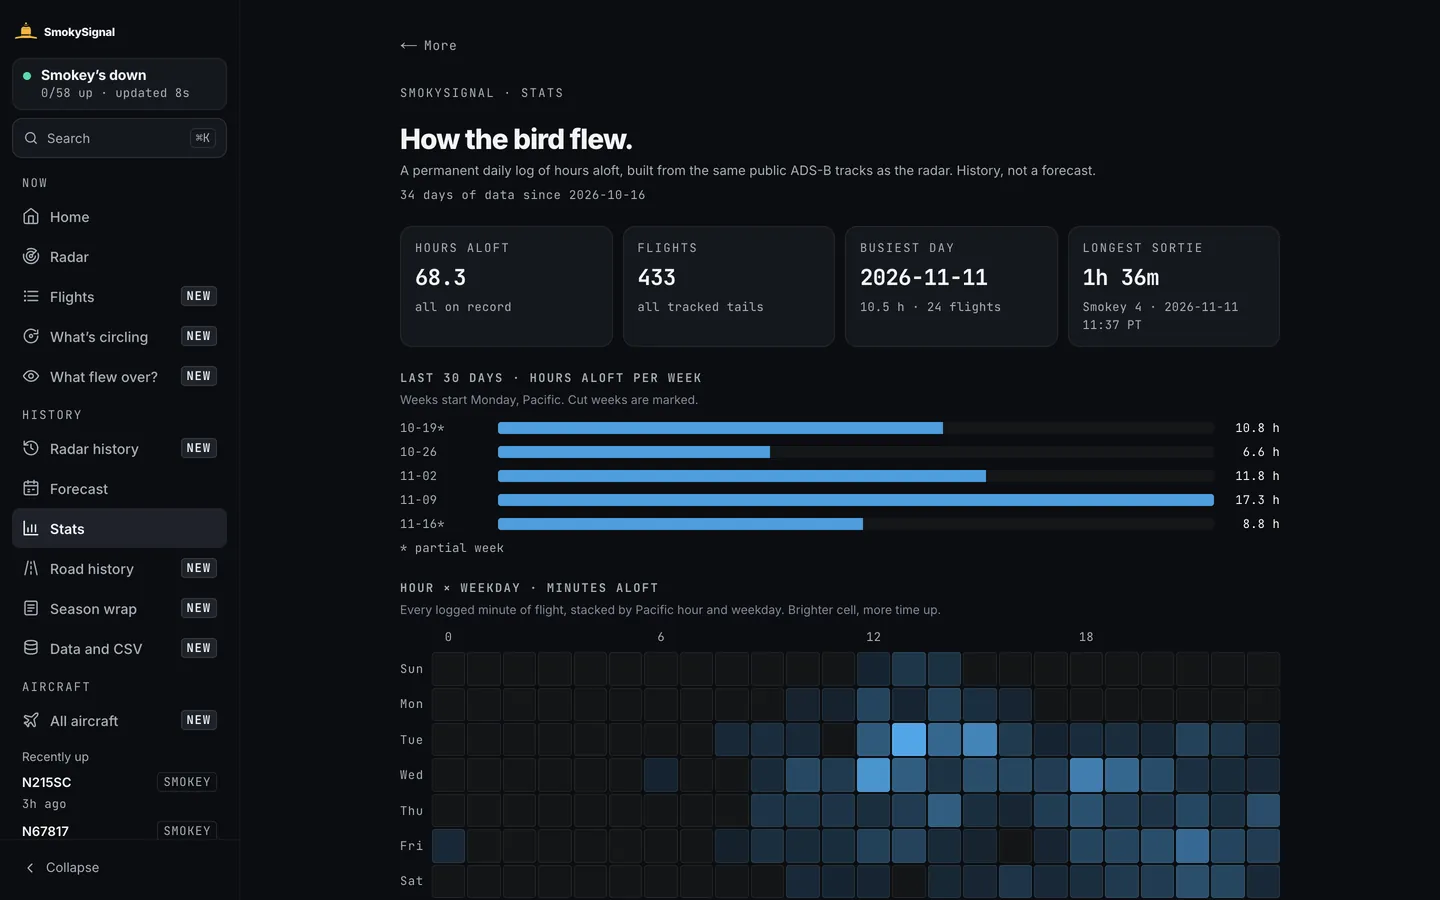 SmokySignal
Smokey’s down
0/58 up · updated 8s
Search ⌘K
NOW
Home
Radar
Flights NEW
What’s circling NEW
What flew over? NEW
HISTORY
Radar history NEW
Forecast
Stats
Road history NEW
Season wrap NEW
Data and CSV NEW
AIRCRAFT
All aircraft NEW
Recently up
N215SC SMOKEY
3h ago
N67817 SMOKEY
Collapse
← More
SMOKYSIGNAL · STATS
How the bird flew.
A permanent daily log of hours aloft, built from the same public ADS-B tracks as the radar. History, not a forecast.
34 days of data since 2026-10-16
HOURS ALOFT
68.3
all on record
FLIGHTS
433
all tracked tails
BUSIEST DAY
2026-11-11
10.5 h · 24 flights
LONGEST SORTIE
1h 36m
Smokey 4 · 2026-11-11
11:37 PT
LAST 30 DAYS · HOURS ALOFT PER WEEK
Weeks start Monday, Pacific. Cut weeks are marked.
10-19* 10.8 h
10-26 6.6 h
11-02 11.8 h
11-09 17.3 h
11-16* 8.8 h
* partial week
HOUR × WEEKDAY · MINUTES ALOFT
Every logged minute of flight, stacked by Pacific hour and weekday. Brighter cell, more time up.
0 6 12 18
Sun
Mon
Tue
Wed
Thu
Fri
Sat